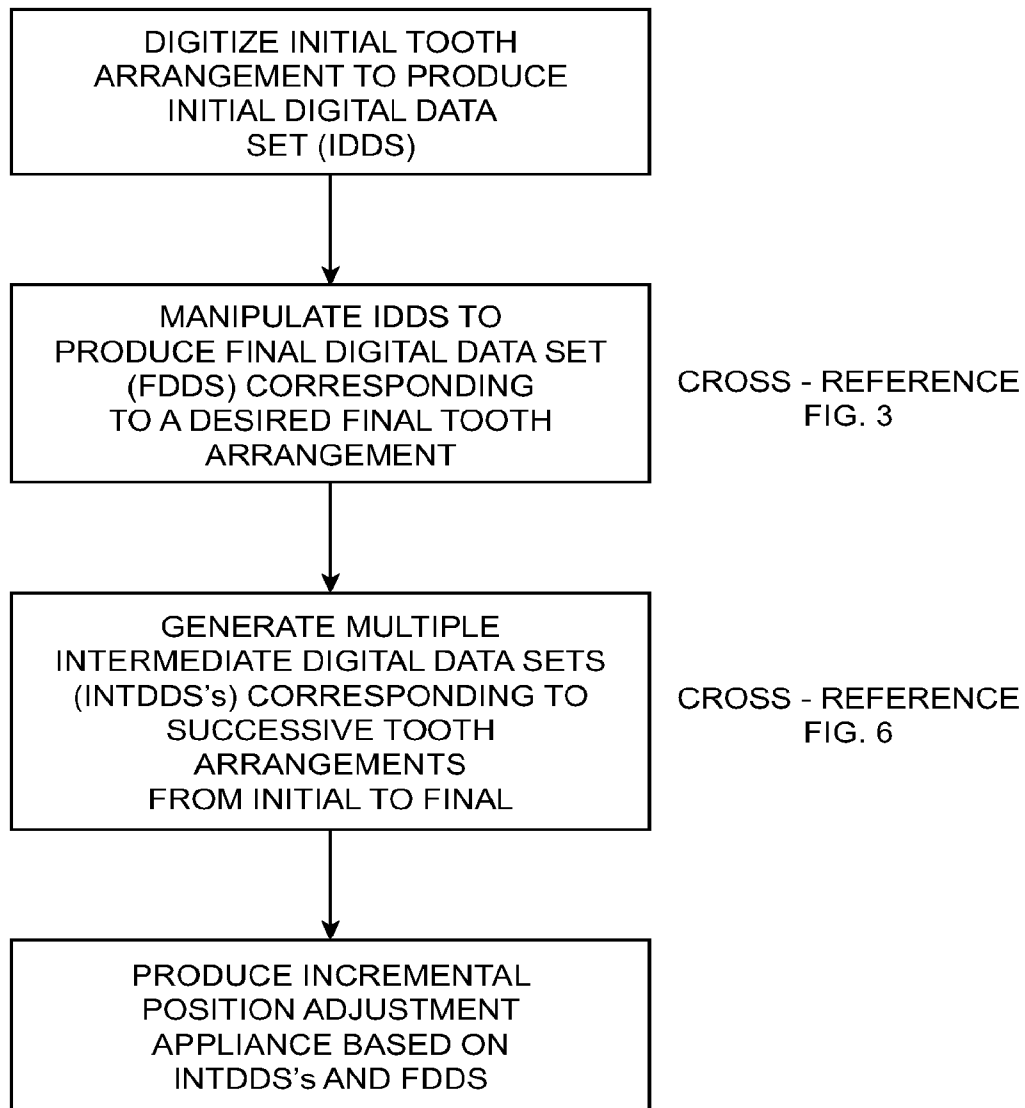 DIGITIZE INITIAL TOOTH
ARRANGEMENT TO PRODUCE
INITIAL DIGITAL DATA
SET (IDDS)
MANIPULATE IDDS TO
PRODUCE FINAL DIGITAL DATA SET
(FDDS) CORRESPONDING
TO A DESIRED FINAL TOOTH
ARRANGEMENT
CROSS - REFERENCE
FIG. 3
GENERATE MULTIPLE
INTERMEDIATE DIGITAL DATA SETS
(INTDDS's) CORRESPONDING TO
SUCCESSIVE TOOTH
ARRANGEMENTS
FROM INITIAL TO FINAL
CROSS - REFERENCE
FIG. 6
PRODUCE INCREMENTAL
POSITION ADJUSTMENT
APPLIANCE BASED ON
INTDDS's AND FDDS